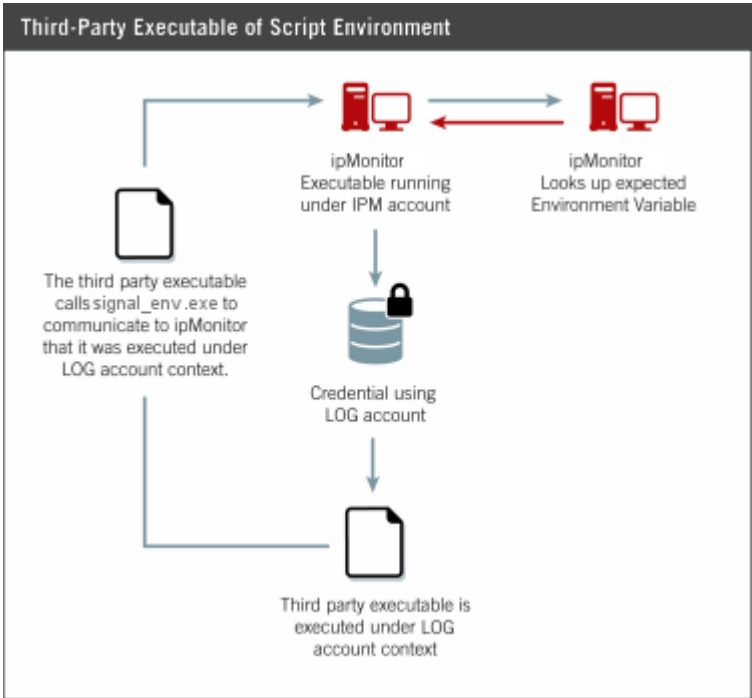 Third-Party Executable of Script Environment
ipMonitor
Executable running
under IPM account
ipMonitor
Looks up expected
Environment Variable
The third party executable
calls signal_env.exe to
communicate to ipMonitor
that it was executed under
LOG account context.
Credential using
LOG account
Third party executable is
executed under LOG
account context